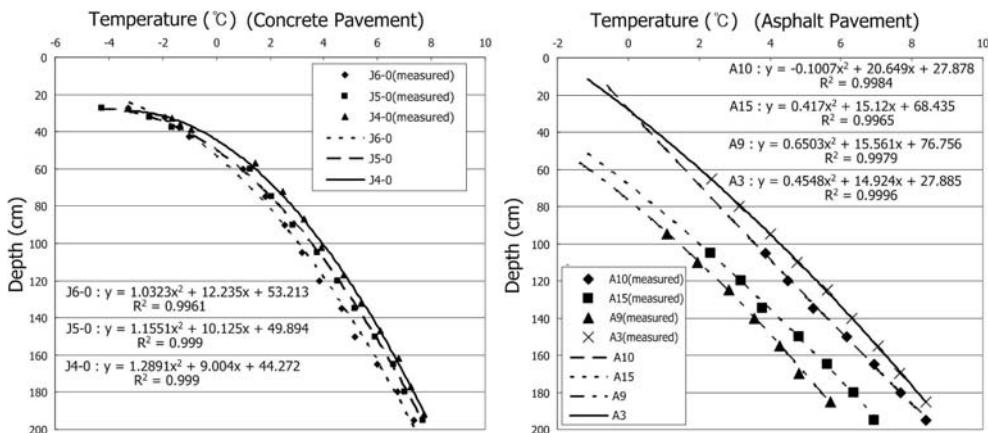 Temperature ( ℃ ) (Concrete Pavement)
-6 -4 -2 0 2 4 6 8 10
0
20
40
60
80
100
120
140
160
180
200
Depth (cm)
J6-0(measured)
J5-0(measured)
J4-0(measured)
J6-0
J5-0
J4-0
J6-0 : y = 1.0323x² + 12.235x + 53.213
R² = 0.9961
J5-0 : y = 1.1551x² + 10.125x + 49.894
R² = 0.999
J4-0 : y = 1.2891x² + 9.004x + 44.272
R² = 0.999
Temperature ( ℃ ) (Asphalt Pavement)
-2 0 2 4 6 8 10
0
20
40
60
80
100
120
140
160
180
200
Depth (cm)
A10 : y = -0.1007x² + 20.649x + 27.878
R² = 0.9984
A15 : y = 0.417x² + 15.12x + 68.435
R² = 0.9965
A9 : y = 0.6503x² + 15.561x + 76.756
R² = 0.9979
A3 : y = 0.4548x² + 14.924x + 27.885
R² = 0.9996
A10(measured)
A15(measured)
A9(measured)
A3(measured)
A10
A15
A9
A3